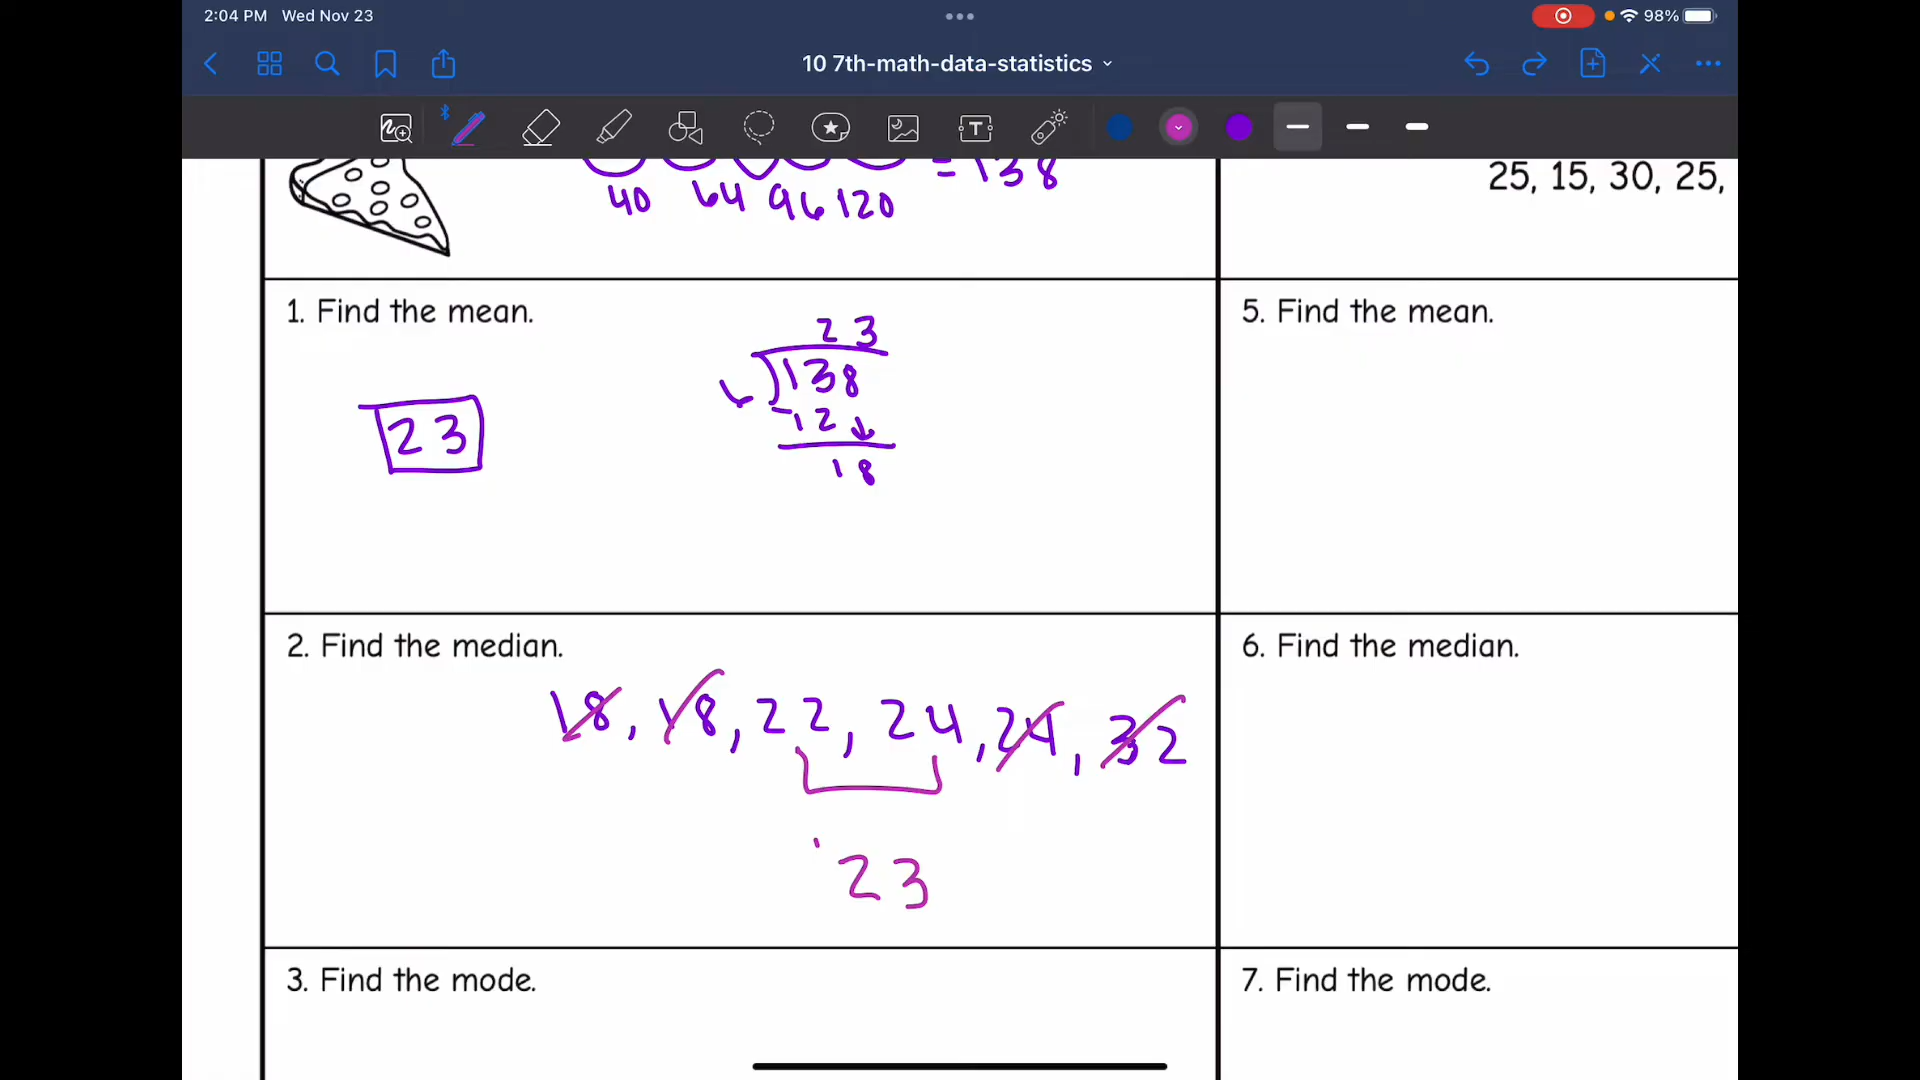 2:04 PM Wed Nov 23
98%
10 7th-math-data-statistics
T
= 138
40 64 96 120
25, 15, 30, 25,
1. Find the mean.
23
23
6 138
-12
18
5. Find the mean.
2. Find the median.
18, 18, 22, 24, 24, 32
23
6. Find the median.
3. Find the mode.
7. Find the mode.